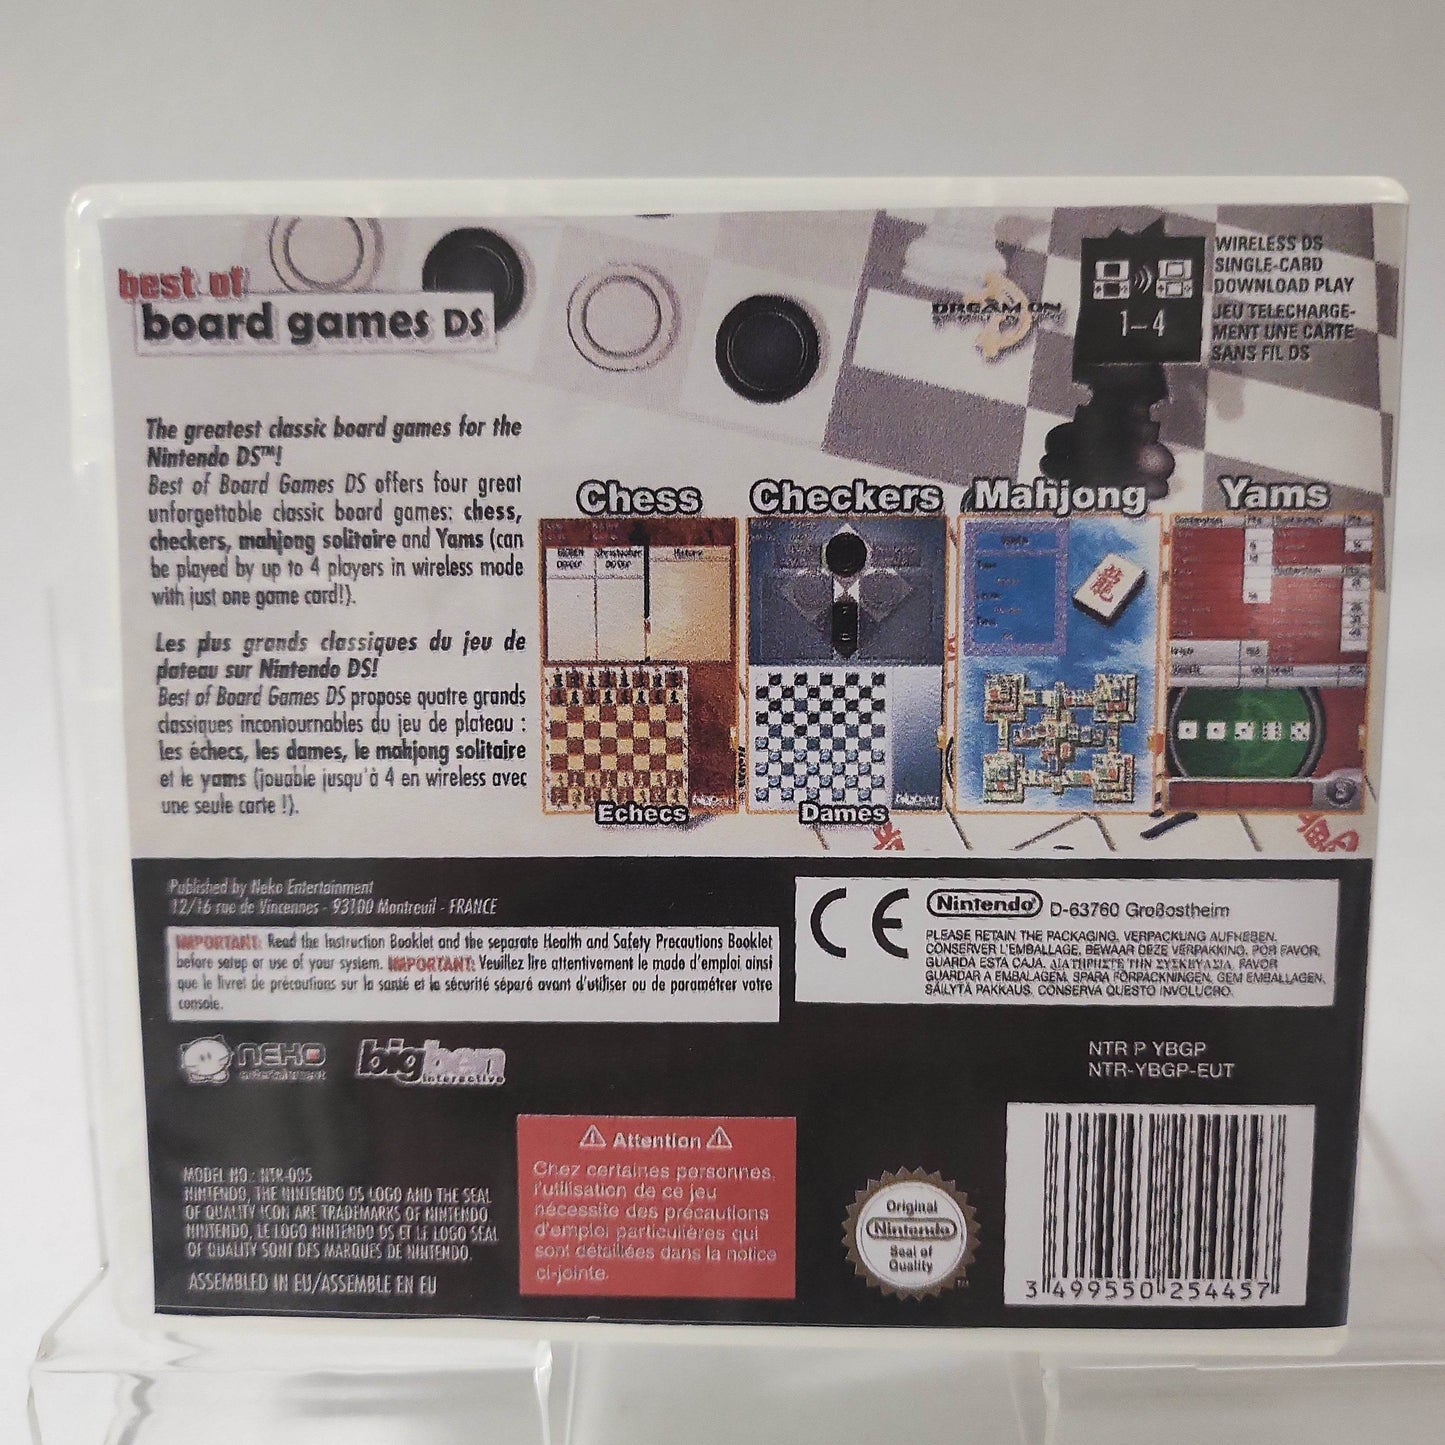 best of
board games DS
DREAM ON
WIRELESS DS
SINGLE-CARD
DOWNLOAD PLAY
1-4
JEU TELECHARGE-
MENT UNE CARTE
SANS FIL DS
The greatest classic board games for the
Nintendo DS™!
Best of Board Games DS offers four great
unforgettable classic board games: chess,
checkers, mahjong solitaire and Yams (can
be played by up to 4 players in wireless mode
with just one game card!).
Les plus grands classiques du jeu de
plateau sur Nintendo DS!
Best of Board Games DS propose quatre grands
classiques incontournables du jeu de plateau :
les échecs, les dames, le mahjong solitaire
et le yams (jouable jusqu'à 4 en wireless avec
une seule carte !).
Chess
Checkers
Mahjong
Yams
Christopher
History
龍
Echecs
Dames
Published by Neko Entertainment
12/16 rue de Vincennes - 93100 Montreuil - FRANCE
IMPORTANT: Read the Instruction Booklet and the separate Health and Safety Precautions Booklet
before setup or use of your system. IMPORTANT: Veuillez lire attentivement le mode d'emploi ainsi
que le livret de précautions sur la santé et la sécurité séparé avant d'utiliser ou de paramétrer votre
console.
CE
Nintendo D-63760 Großostheim
PLEASE RETAIN THE PACKAGING. VERPACKUNG AUFHEBEN.
CONSERVER L'EMBALLAGE. BEWAAR DEZE VERPAKKING. POR FAVOR,
GUARDA ESTA CAJA. ΔΙΑΤΗΡΗΣΤΕ ΤΗΝ ΣΥΣΚΕΥΑΣΙΑ. FAVOR
GUARDAR A EMBALAGEM. SPARA FÖRPACKNINGEN. GEM EMBALLAGEN.
SÄILYTÄ PAKKAUS. CONSERVA QUESTO INVOLUCRO.
NEKO
entertainment
bigben
interactive
NTR P YBGP
NTR-YBGP-EUT
MODEL NO.: NTR-005
NINTENDO, THE NINTENDO DS LOGO AND THE SEAL
OF QUALITY ICON ARE TRADEMARKS OF NINTENDO.
NINTENDO, LE LOGO NINTENDO DS ET LE LOGO SEAL
OF QUALITY SONT DES MARQUES DE NINTENDO.
ASSEMBLED IN EU/ASSEMBLE EN EU
⚠ Attention ⚠
Chez certaines personnes,
l'utilisation de ce jeu
nécessite des précautions
d'emploi particulières qui
sont détaillées dans la notice
ci-jointe.
Original
Nintendo
Seal of
Quality
TM
3 499550 254457